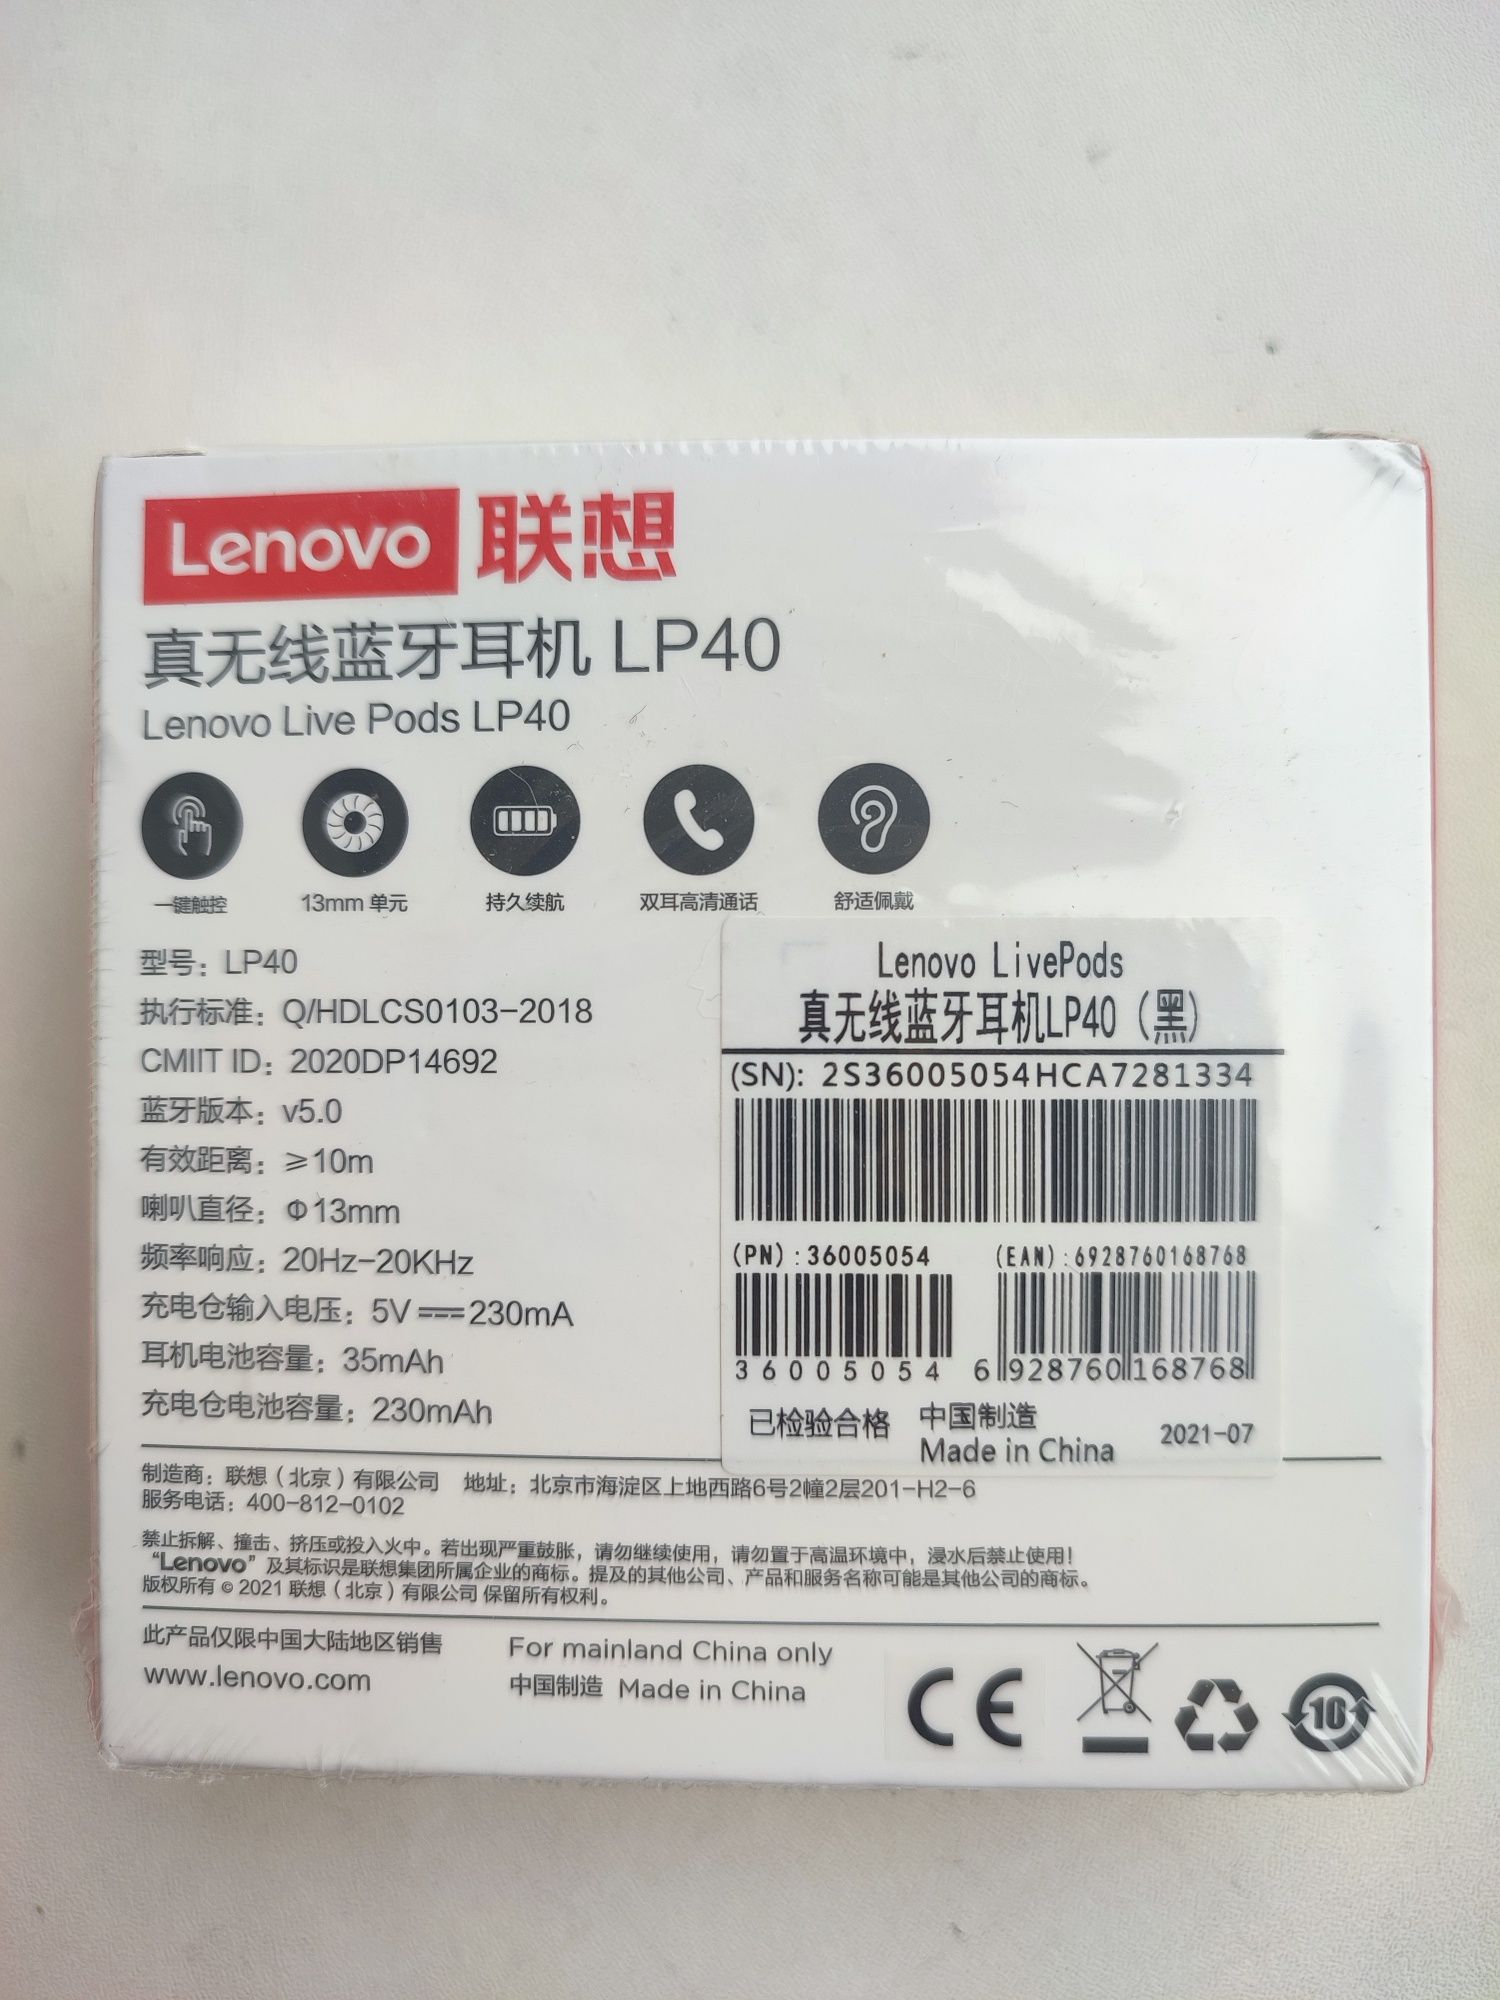 Lenovo 联想
真无线蓝牙耳机 LP40
Lenovo Live Pods LP40
一键触控 13mm 单元 持久续航 双耳高清通话 舒适佩戴
型号：LP40
执行标准：Q/HDLCS0103-2018
CMIIT ID：2020DP14692
蓝牙版本：v5.0
有效距离：≥10m
喇叭直径：Φ13mm
频率响应：20Hz-20KHz
充电仓输入电压：5V⎓230mA
耳机电池容量：35mAh
充电仓电池容量：230mAh
Lenovo LivePods
真无线蓝牙耳机LP40（黑）
(SN): 2S36005054HCA7281334
(PN):36005054 (EAN):6928760168768
36005054 6 928760 168768
已检验合格 中国制造 2021-07
Made in China
制造商：联想（北京）有限公司 地址：北京市海淀区上地西路6号2幢2层201-H2-6
服务电话：400-812-0102
禁止拆解、撞击、挤压或投入火中。若出现严重鼓胀，请勿继续使用，请勿置于高温环境中，浸水后禁止使用！
“Lenovo”及其标识是联想集团所属企业的商标。提及的其他公司、产品和服务名称可能是其他公司的商标。
版权所有 © 2021 联想（北京）有限公司 保留所有权利。
此产品仅限中国大陆地区销售 For mainland China only
www.lenovo.com 中国制造 Made in China
CE
10